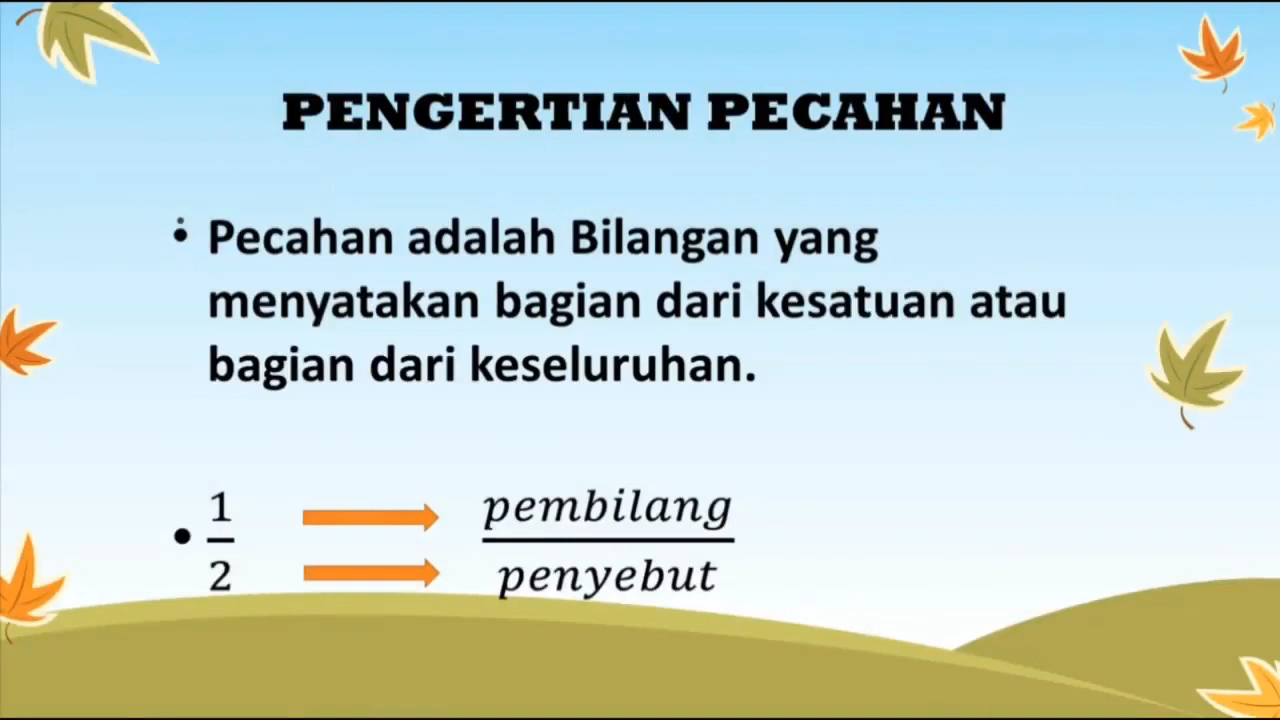 PENGERTIAN PECAHAN
• Pecahan adalah Bilangan yang
menyatakan bagian dari kesatuan atau
bagian dari keseluruhan.
• 1 pembilang
2 penyebut